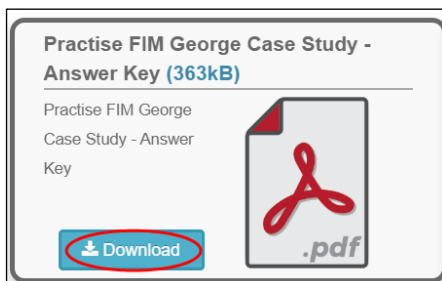 Practise FIM George Case Study -
Answer Key (363kB)
Practise FIM George
Case Study - Answer
Key
Download
.pdf